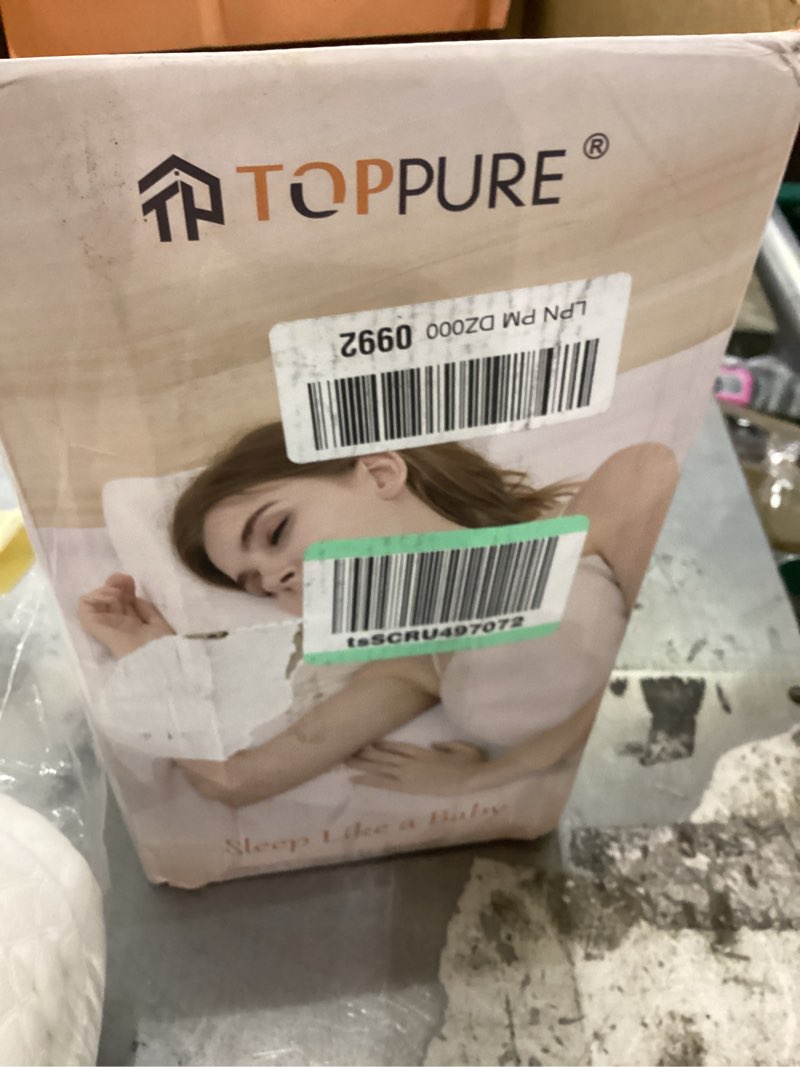 TOPPURE®
LPN PM DZ000 0992
tsSCRU497072
Sleep Like a Baby